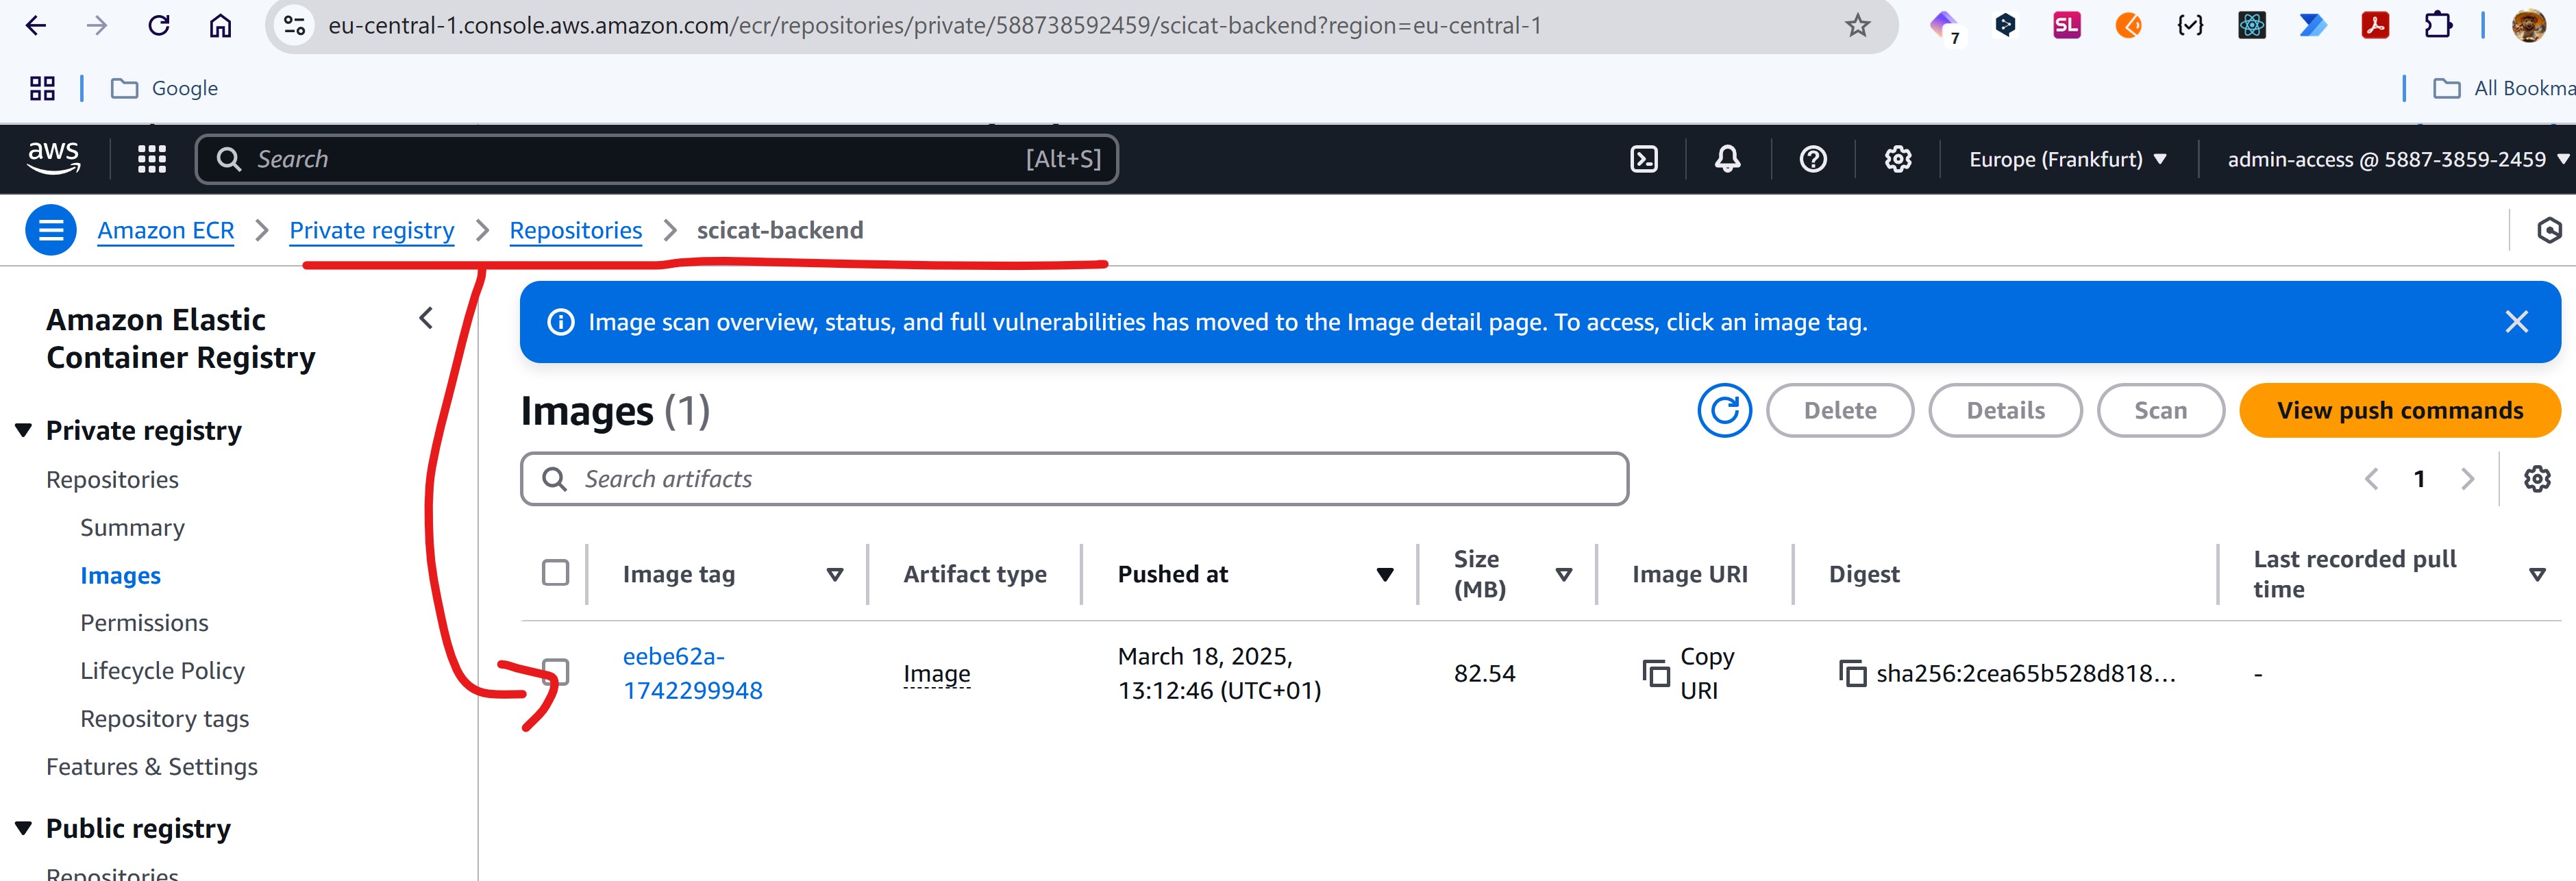 eu-central-1.console.aws.amazon.com/ecr/repositories/private/588738592459/scicat-backend?region=eu-central-1
7
SL
Google
All Bookma
aws
Search
[Alt+S]
Europe (Frankfurt)
admin-access @ 5887-3859-2459
Amazon ECR
Private registry
Repositories
scicat-backend
Amazon Elastic
Container Registry
Private registry
Repositories
Summary
Images
Permissions
Lifecycle Policy
Repository tags
Features & Settings
Public registry
Repositories
Image scan overview, status, and full vulnerabilities has moved to the Image detail page. To access, click an image tag.
Images (1)
Delete
Details
Scan
View push commands
Search artifacts
1
Image tag
Artifact type
Pushed at
Size
(MB)
Image URI
Digest
Last recorded pull
time
eebe62a-
1742299948
Image
March 18, 2025,
13:12:46 (UTC+01)
82.54
Copy
URI
sha256:2cea65b528d818...
-